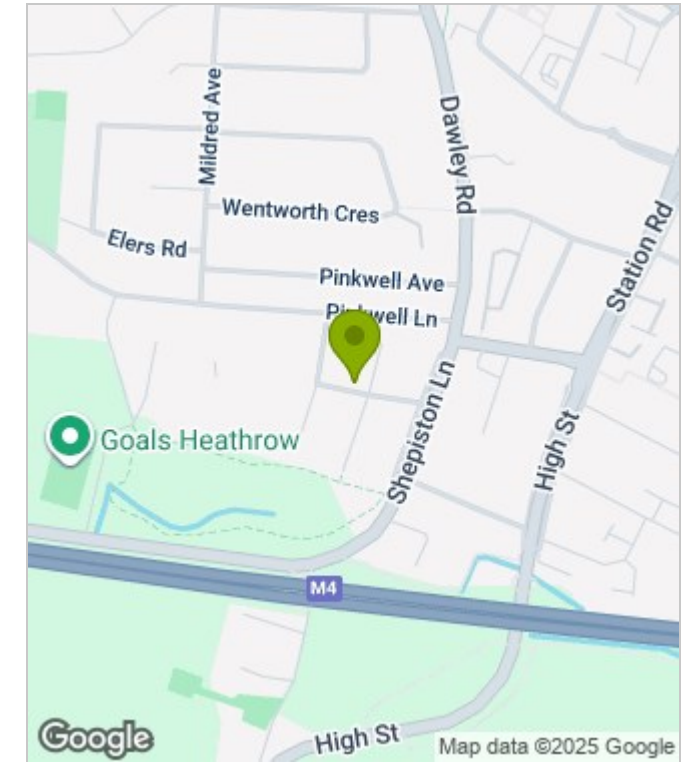 Mildred Ave
Dawley Rd
Wentworth Cres
Station Rd
Elers Rd
Pinkwell Ave
Pinkwell Ln
Shepiston Ln
Goals Heathrow
High St
M4
High St
Google
Map data ©2025 Google